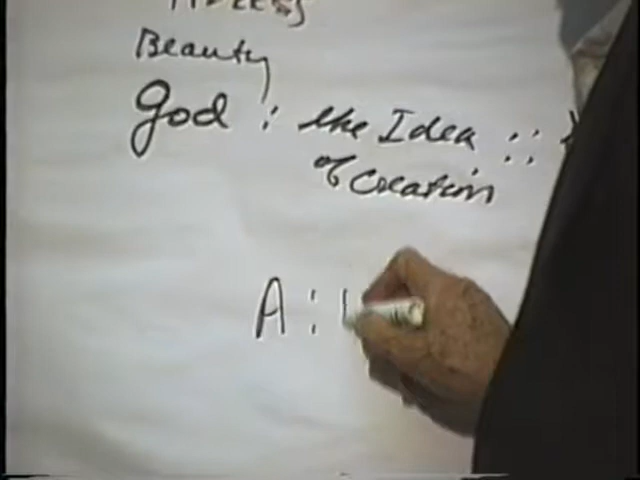 Beauty
God : the Idea ::
of Creation
A :